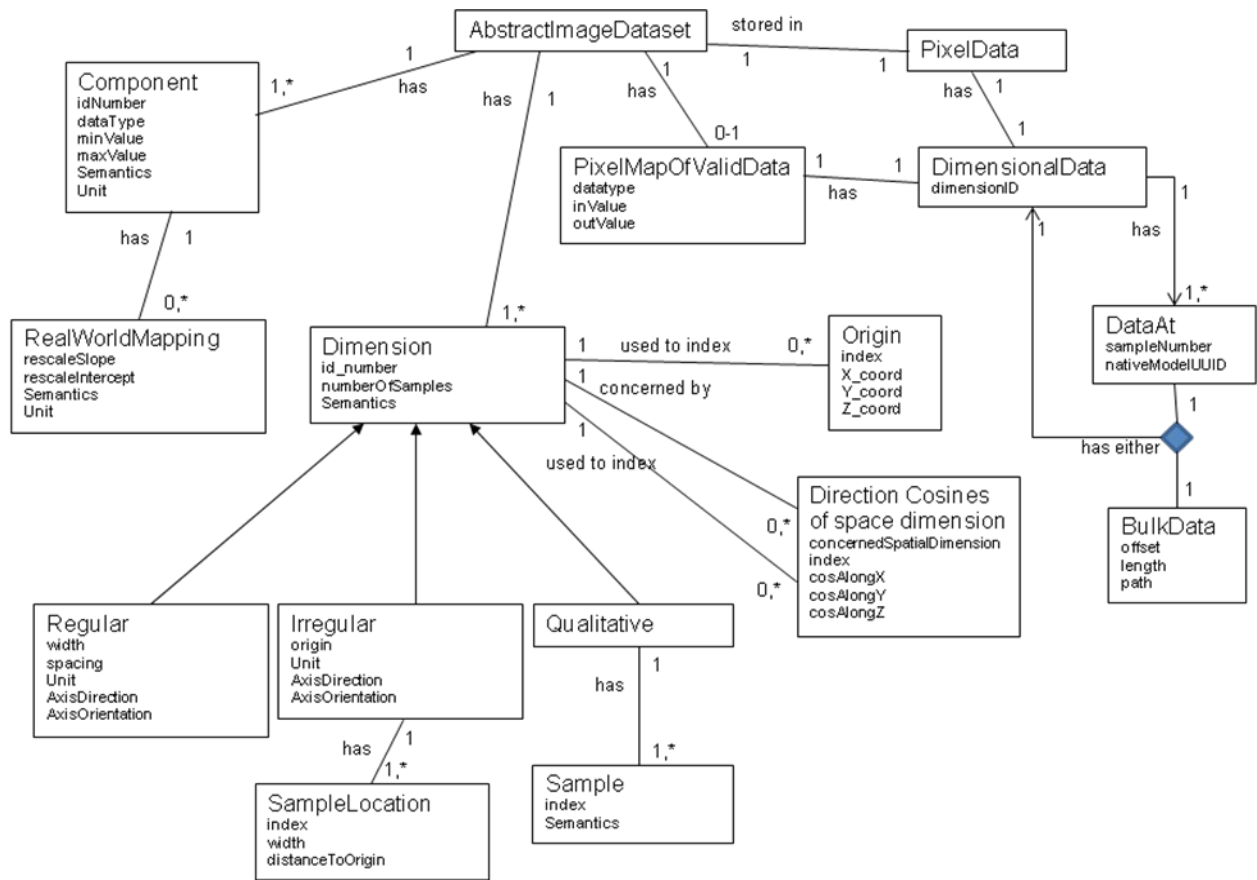 AbstractImageDataset
stored in
PixelData
1
has
1,*
1
has
1
has
1
1
1
has
1
0-1
Component
idNumber
dataType
minValue
maxValue
Semantics
Unit
PixelMapOfValidData
datatype
inValue
outValue
1
has
1
DimensionalData
dimensionID
has
1
0,*
1
1
has
1,*
RealWorldMapping
rescaleSlope
rescaleIntercept
Semantics
Unit
1,*
Dimension
id_number
numberOfSamples
Semantics
1
used to index
0,*
1
concerned by
1
used to index
0,*
0,*
Origin
index
X_coord
Y_coord
Z_coord
DataAt
sampleNumber
nativeModelUUID
1
has either
1
BulkData
offset
length
path
Direction Cosines
of space dimension
concernedSpatialDimension
index
cosAlongX
cosAlongY
cosAlongZ
Regular
width
spacing
Unit
AxisDirection
AxisOrientation
Irregular
origin
Unit
AxisDirection
AxisOrientation
Qualitative
1
has
1,*
has
1
1,*
SampleLocation
index
width
distanceToOrigin
Sample
index
Semantics